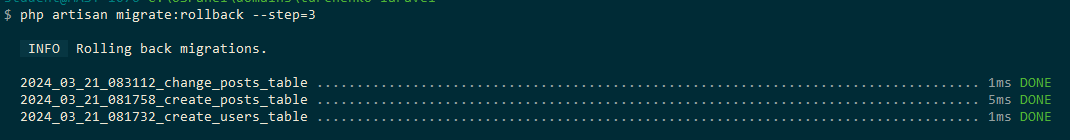 $ php artisan migrate:rollback --step=3
INFO Rolling back migrations.
2024_03_21_083112_change_posts_table ................................................................................... 1ms DONE
2024_03_21_081758_create_posts_table ................................................................................... 5ms DONE
2024_03_21_081732_create_users_table ................................................................................... 1ms DONE